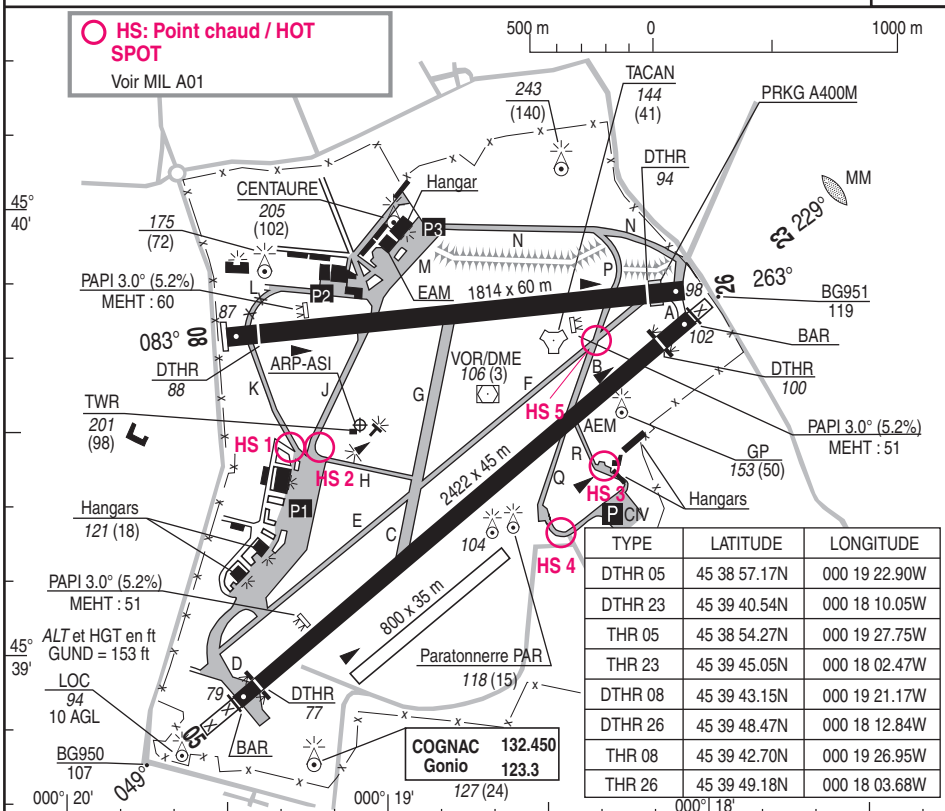 HS: Point chaud / HOT
SPOT
Voir MIL A01
500 m
0
1000 m
TACAN
144
(41)
243
(140)
PRKG A400M
DTHR
94
MM
23 229°
45°
40'
CENTAURE
205
(102)
Hangar
175
(72)
P3
N
N
M
P
PAPI 3.0° (5.2%)
MEHT : 60
L
P2
EAM
1814 x 60 m
98
26
263°
BG951
119
87
083°
08
A
102
BAR
DTHR
88
ARP-ASI
VOR/DME
106 (3)
DTHR
100
K
J
G
F
B
HS 5
TWR
201
(98)
AEM
PAPI 3.0° (5.2%)
MEHT : 51
HS 1
HS 2
H
2422 x 45 m
R
GP
153 (50)
Q
HS 3
Hangars
Hangars
121 (18)
P1
E
C
P
CIV
104
HS 4
PAPI 3.0° (5.2%)
MEHT : 51
800 x 35 m
ALT et HGT en ft
GUND = 153 ft
45°
39'
Paratonnerre PAR
118 (15)
LOC
94
10 AGL
D
79
DTHR
77
BAR
05
049°
BG950
107
COGNAC 132.450
Gonio 123.3
127 (24)
000° 20'
000° 19'
000° 18'
TYPE LATITUDE LONGITUDE
DTHR 05 45 38 57.17N 000 19 22.90W
DTHR 23 45 39 40.54N 000 18 10.05W
THR 05 45 38 54.27N 000 19 27.75W
THR 23 45 39 45.05N 000 18 02.47W
DTHR 08 45 39 43.15N 000 19 21.17W
DTHR 26 45 39 48.47N 000 18 12.84W
THR 08 45 39 42.70N 000 19 26.95W
THR 26 45 39 49.18N 000 18 03.68W